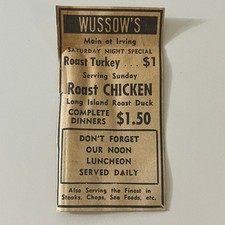 WUSSOW'S
Main at Irving
SATURDAY NIGHT SPECIAL
Roast Turkey ... $1
Serving Sunday
Roast CHICKEN
Long Island Roast Duck
COMPLETE
DINNERS $1.50
DON'T FORGET
OUR NOON
LUNCHEON
SERVED DAILY
Also Serving the Finest in
Steaks, Chops, Sea Foods, etc.